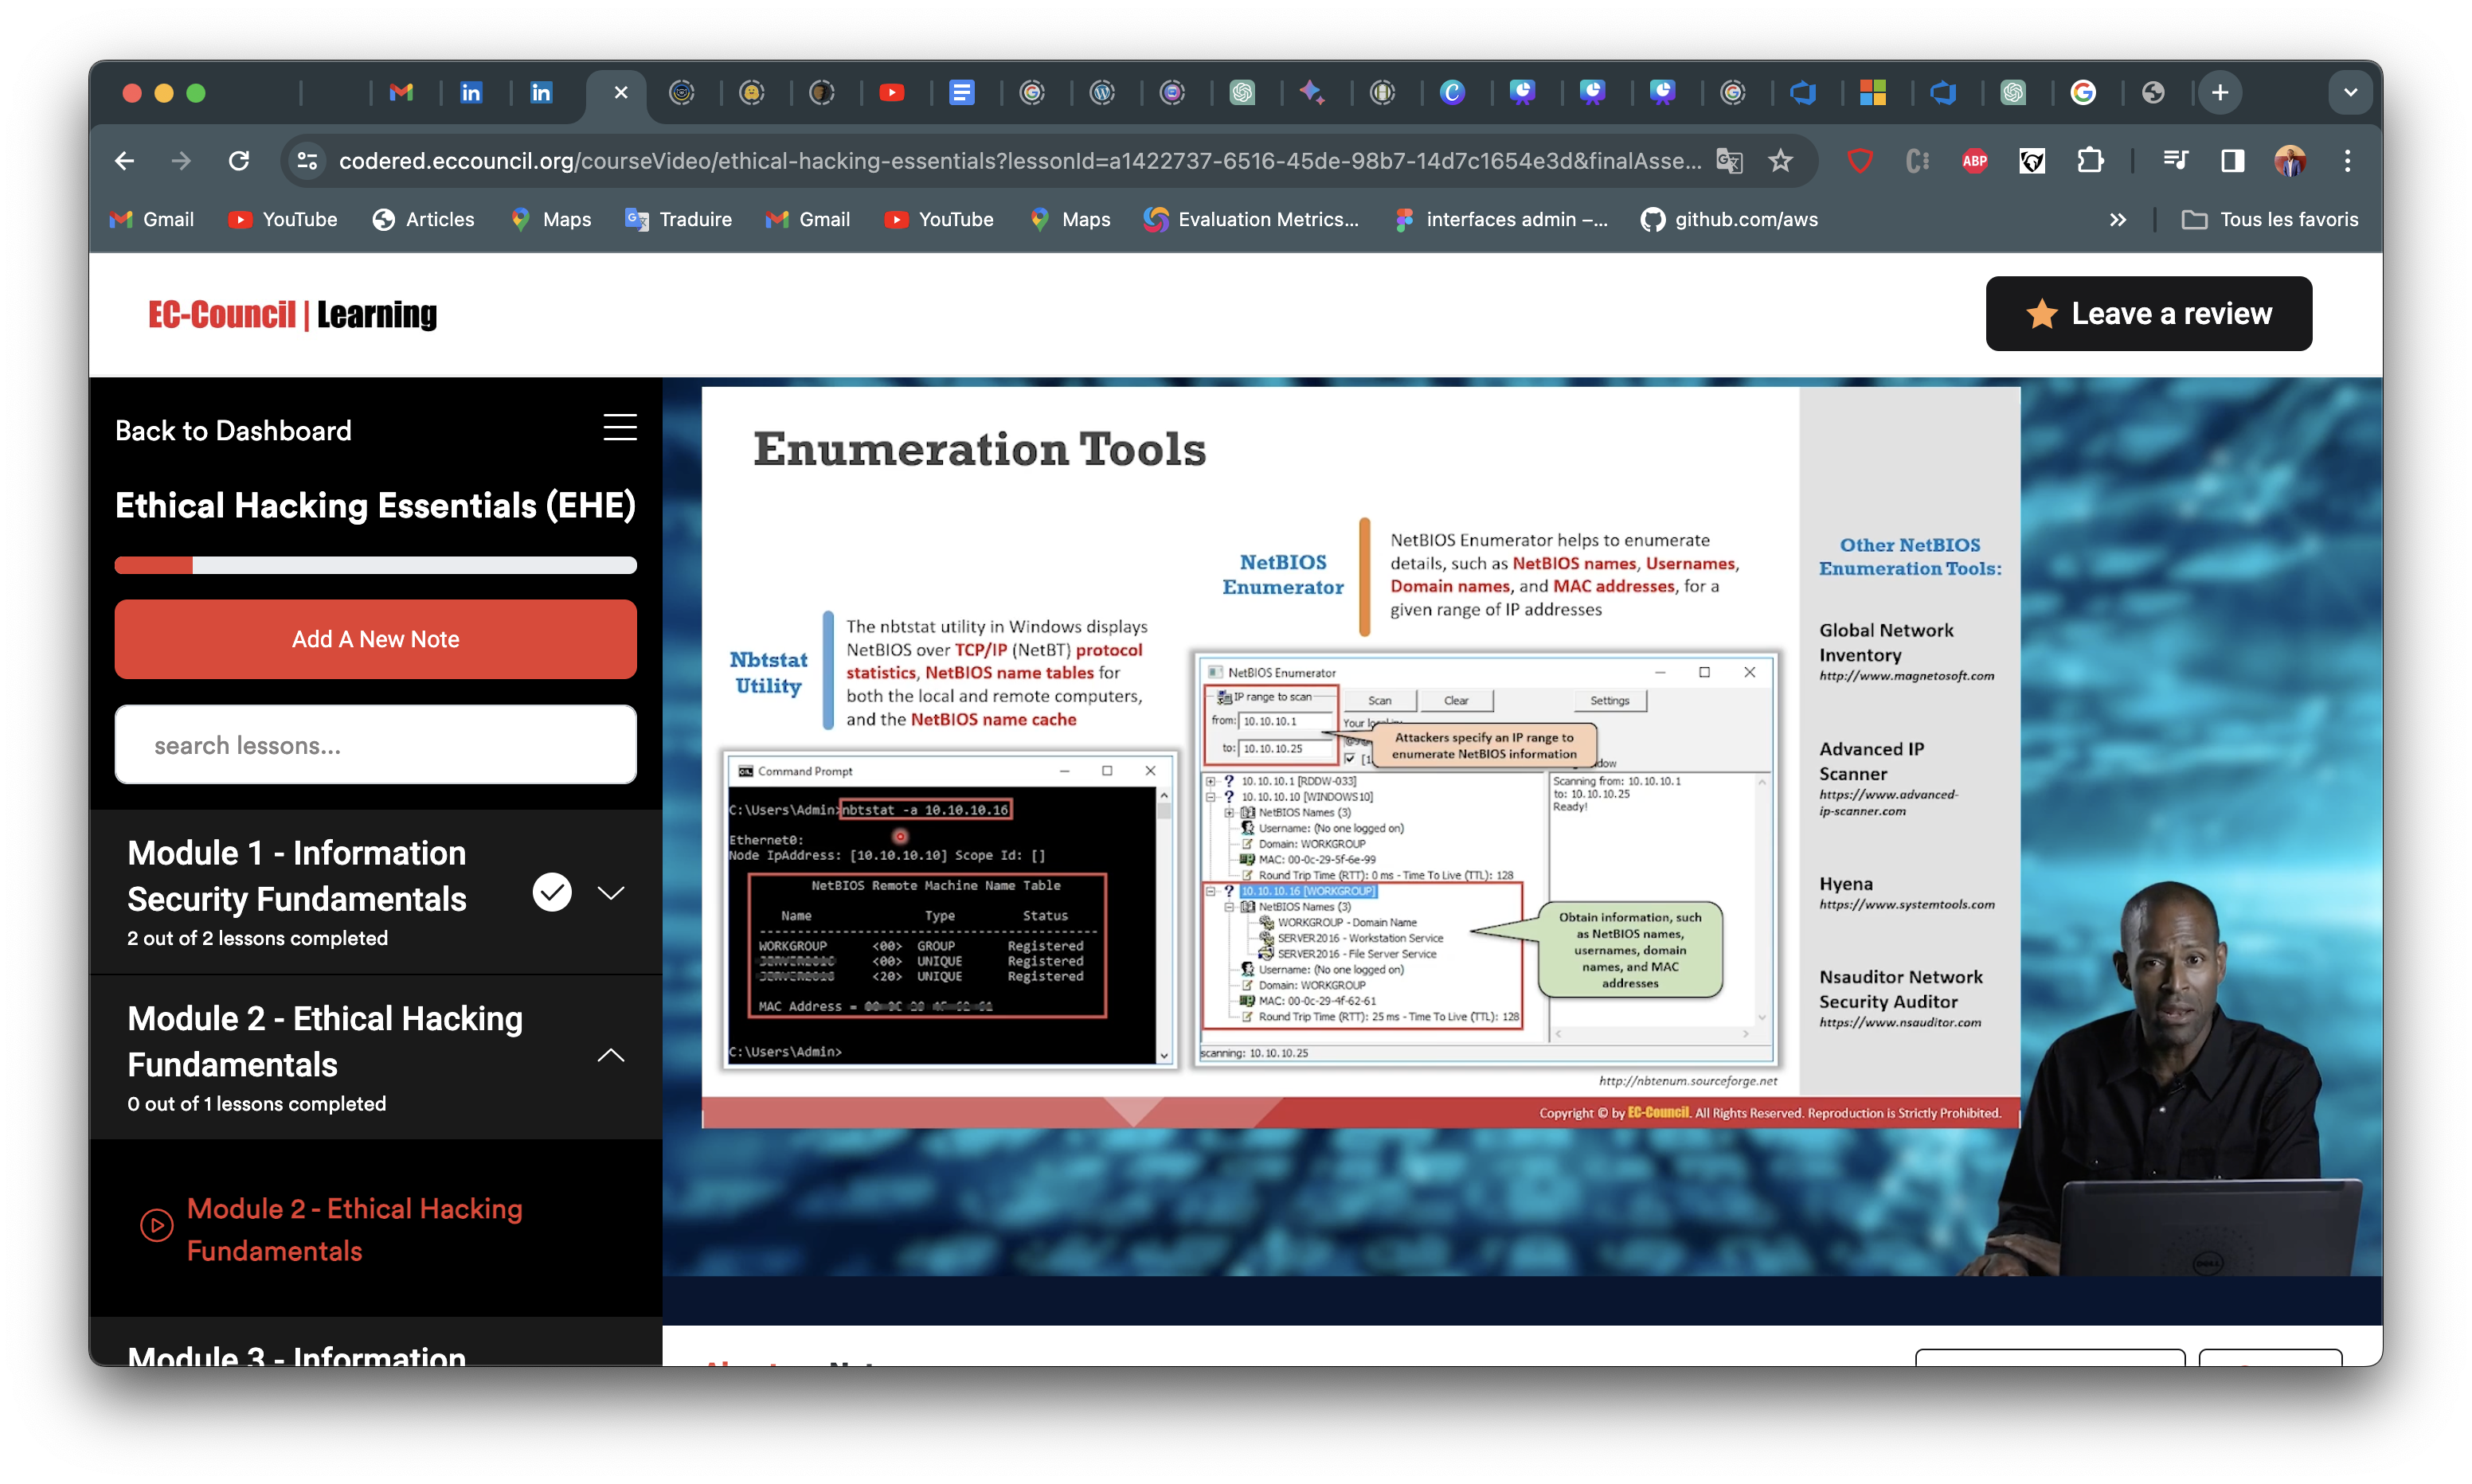 codered.eccouncil.org/courseVideo/ethical-hacking-essentials?lessonId=a1422737-6516-45de-98b7-14d7c1654e3d&finalAsse...
ABP
Gmail
YouTube
Articles
Maps
Traduire
Gmail
YouTube
Maps
Evaluation Metrics...
interfaces admin –...
github.com/aws
Tous les favoris
EC-Council | Learning
Leave a review
Back to Dashboard
Ethical Hacking Essentials (EHE)
Add A New Note
search lessons...
Module 1 - Information
Security Fundamentals
2 out of 2 lessons completed
Module 2 - Ethical Hacking
Fundamentals
0 out of 1 lessons completed
Module 2 - Ethical Hacking
Fundamentals
Module 3 - Information
Enumeration Tools
Nbtstat
Utility
The nbtstat utility in Windows displays
NetBIOS over TCP/IP (NetBT) protocol
statistics, NetBIOS name tables for
both the local and remote computers,
and the NetBIOS name cache
Command Prompt
C:\Users\Admin>nbtstat -a 10.10.10.16
Ethernet0:
Node IpAddress: [10.10.10.10] Scope Id: []
NetBIOS Remote Machine Name Table
Name Type Status
WORKGROUP <00> GROUP Registered
<00> UNIQUE Registered
<20> UNIQUE Registered
MAC Address =
C:\Users\Admin>
NetBIOS
Enumerator
NetBIOS Enumerator helps to enumerate
details, such as NetBIOS names, Usernames,
Domain names, and MAC addresses, for a
given range of IP addresses
NetBIOS Enumerator
IP range to scan
from: 10.10.10.1
to: 10.10.10.25
Scan
Clear
Settings
Your local
Attackers specify an IP range to
enumerate NetBIOS information
10.10.10.1 [RDDW-033]
10.10.10.10 [WINDOWS10]
NetBIOS Names (3)
Username: (No one logged on)
Domain: WORKGROUP
MAC: 00-0c-29-5f-6e-99
Round Trip Time (RTT): 0 ms - Time To Live (TTL): 128
10.10.10.16 [WORKGROUP]
NetBIOS Names (3)
WORKGROUP - Domain Name
SERVER2016 - Workstation Service
SERVER2016 - File Server Service
Username: (No one logged on)
Domain: WORKGROUP
MAC: 00-0c-29-4f-62-61
Round Trip Time (RTT): 25 ms - Time To Live (TTL): 128
Scanning from: 10.10.10.1
to: 10.10.10.25
Ready!
Obtain information, such
as NetBIOS names,
usernames, domain
names, and MAC
addresses
scanning: 10.10.10.25
http://nbtenum.sourceforge.net
Other NetBIOS
Enumeration Tools:
Global Network
Inventory
http://www.magnetosoft.com
Advanced IP
Scanner
https://www.advanced-
ip-scanner.com
Hyena
https://www.systemtools.com
Nsauditor Network
Security Auditor
https://www.nsauditor.com
Copyright © by EC-Council. All Rights Reserved. Reproduction is Strictly Prohibited.